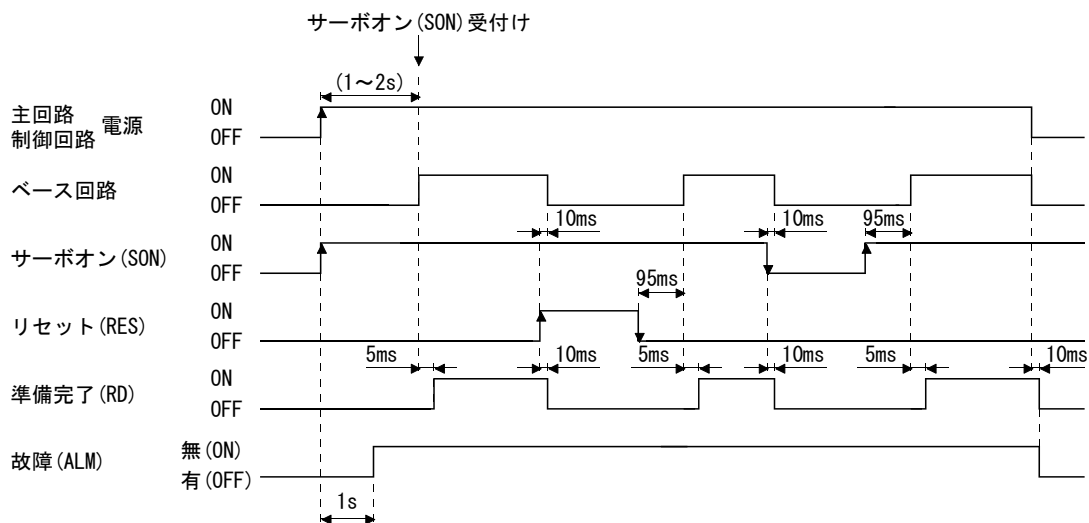 サーボオン(SON)受付け
(1～2s)
主回路
制御回路
電源
ON
OFF
ベース回路
ON
OFF
10ms
10ms
95ms
サーボオン(SON)
ON
OFF
95ms
リセット(RES)
ON
OFF
5ms
10ms
5ms
10ms
5ms
10ms
準備完了(RD)
ON
OFF
故障(ALM)
無(ON)
有(OFF)
1s